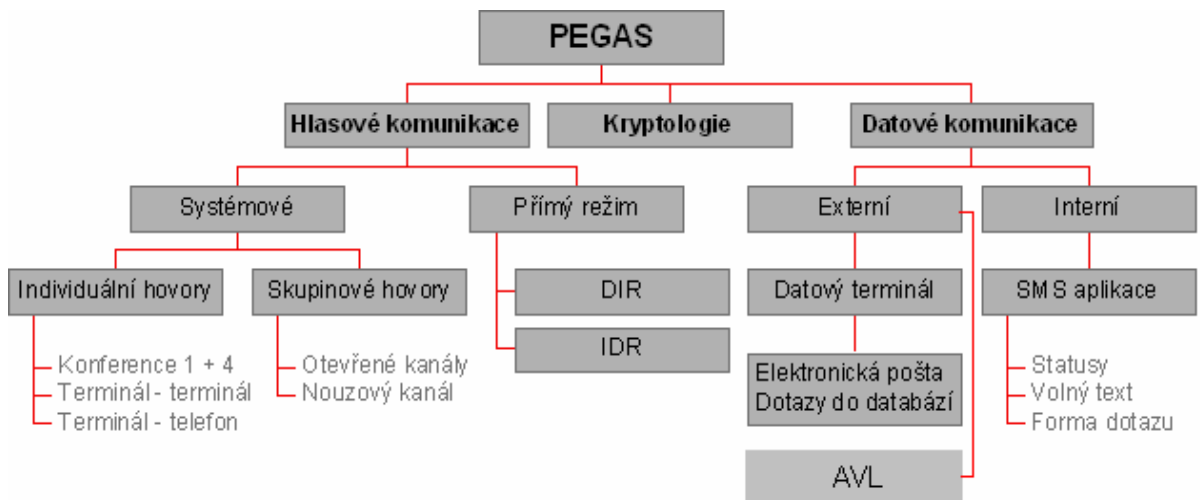 PEGAS
Hlasové komunikace
Kryptologie
Datové komunikace
Systémové
Přímý režim
Externí
Interní
Individuální hovory
Skupinové hovory
DIR
Datový terminál
SMS aplikace
IDR
Konference 1 + 4
Terminál - terminál
Terminál - telefon
Otevřené kanály
Nouzový kanál
Elektronická pošta
Dotazy do databází
Statusy
Volný text
Forma dotazu
AVL